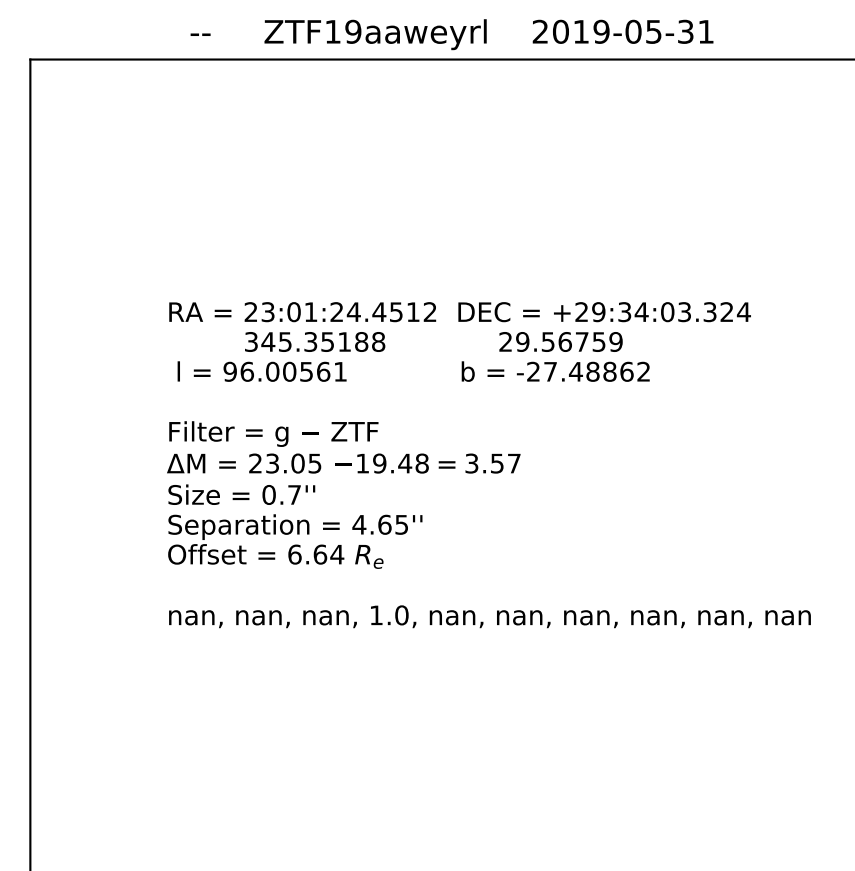 -- ZTF19aaweyrl 2019-05-31
RA = 23:01:24.4512 DEC = +29:34:03.324
345.35188 29.56759
l = 96.00561 b = -27.48862
Filter = g − ZTF
ΔM = 23.05 −19.48 = 3.57
Size = 0.7''
Separation = 4.65''
Offset = 6.64 Re
nan, nan, nan, 1.0, nan, nan, nan, nan, nan, nan